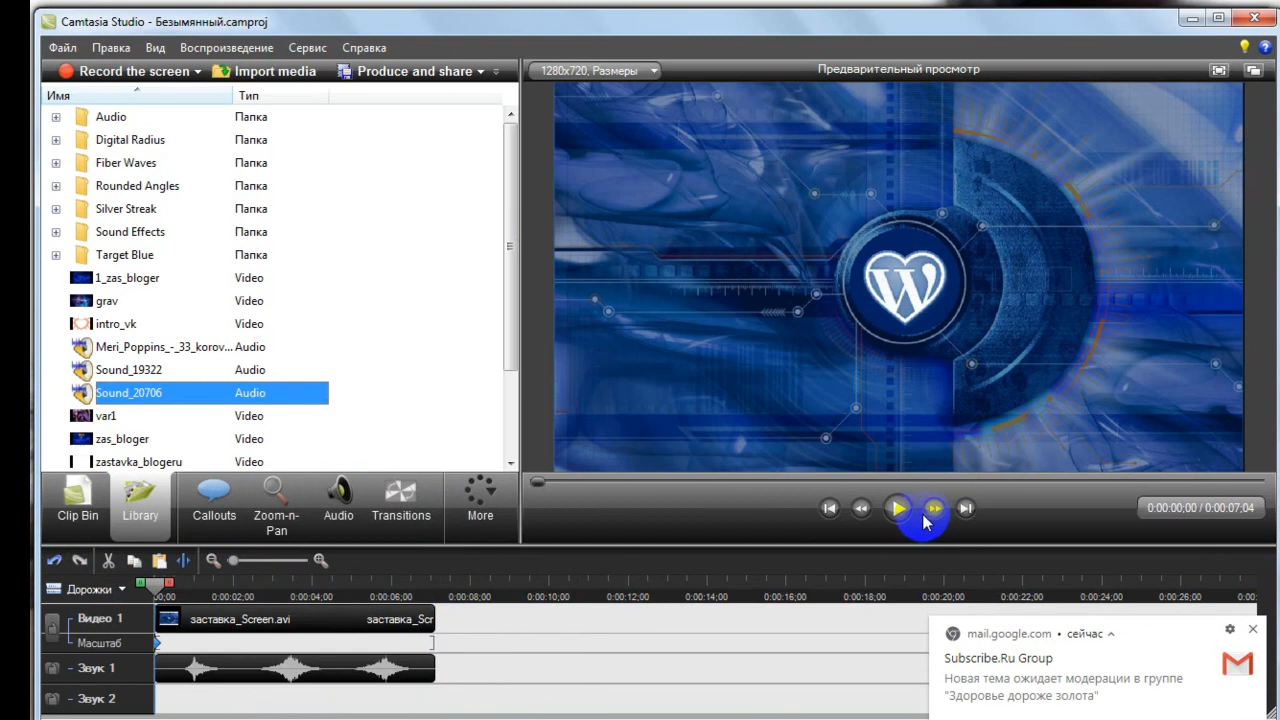 Camtasia Studio - Безымянный.camproj
Файл Правка Вид Воспроизведение Сервис Справка
Record the screen Import media Produce and share
1280x720, Размеры Предварительный просмотр
Имя Тип
Audio Папка
Digital Radius Папка
Fiber Waves Папка
Rounded Angles Папка
Silver Streak Папка
Sound Effects Папка
Target Blue Папка
1_zas_bloger Video
grav Video
intro_vk Video
Meri_Poppins_-_33_korov... Audio
Sound_19322 Audio
Sound_20706 Audio
var1 Video
zas_bloger Video
zastavka_blogeru Video
W
Clip Bin Library Callouts Zoom-n-Pan Audio Transitions More
0:00:00;00 / 0:00:07;04
Дорожки
00;00 0:00:02;00 0:00:04;00 0:00:06;00 0:00:08;00 0:00:10;00 0:00:12;00 0:00:14;00 0:00:16;00 0:00:18;00 0:00:20;00 0:00:22;00 0:00:24;00 0:00:26;00 0:00:
Видео 1 заставка_Screen.avi заставка_Scr
Масштаб
Звук 1
Звук 2
mail.google.com • сейчас
Subscribe.Ru Group
Новая тема ожидает модерации в группе
"Здоровье дороже золота"